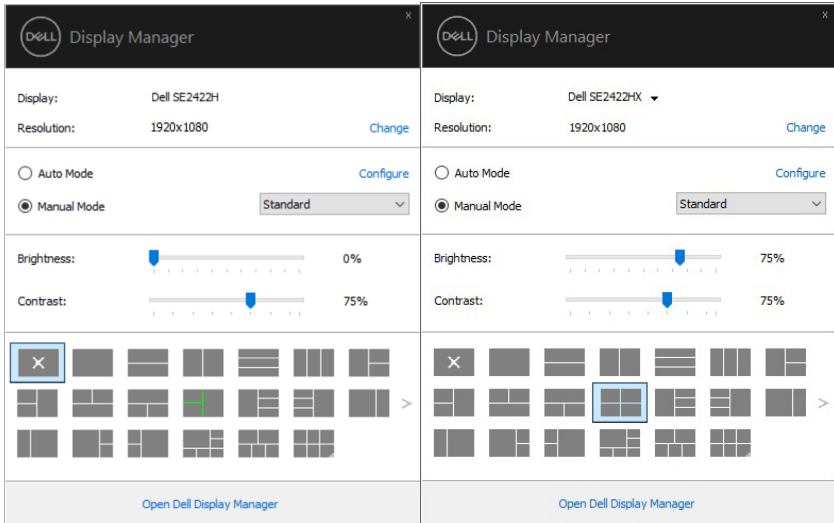 x
DELL Display Manager
Display: Dell SE2422H
Resolution: 1920x1080 Change
Auto Mode Configure
Manual Mode Standard
Brightness: 0%
Contrast: 75%
Open Dell Display Manager
x
DELL Display Manager
Display: Dell SE2422HX
Resolution: 1920x1080 Change
Auto Mode Configure
Manual Mode Standard
Brightness: 75%
Contrast: 75%
Open Dell Display Manager